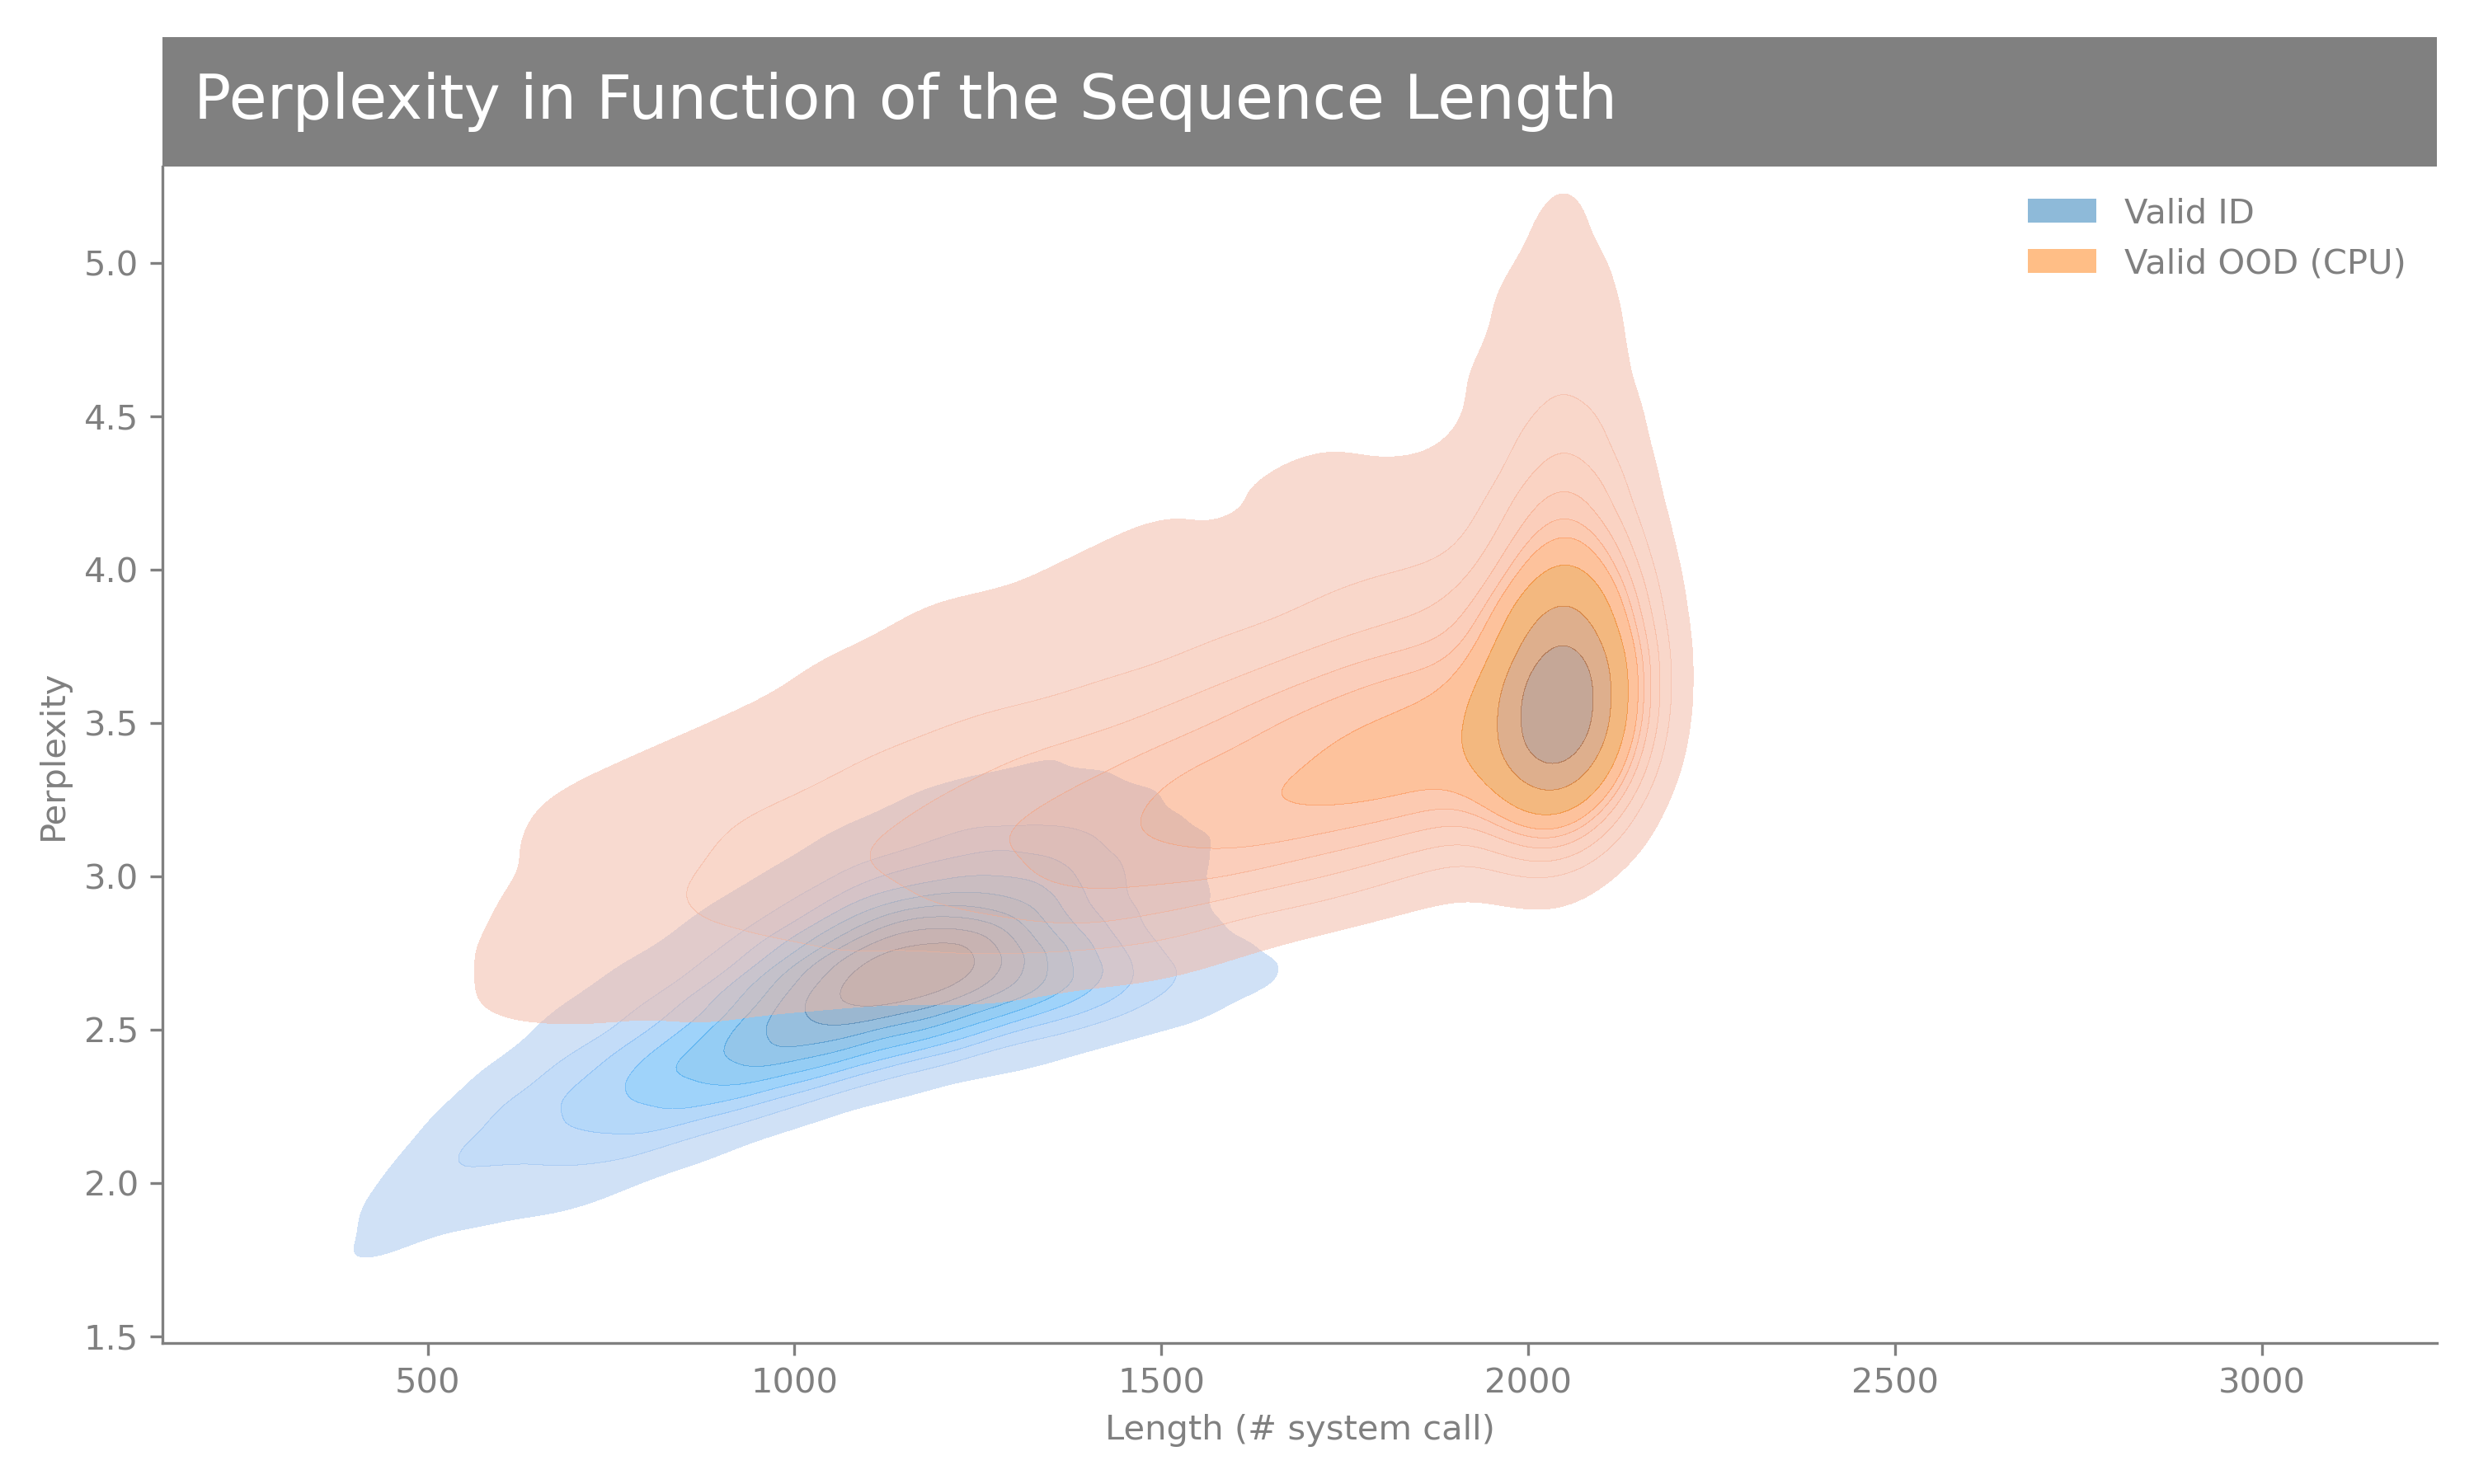 Perplexity in Function of the Sequence Length
Valid ID
Valid OOD (CPU)
5.0
4.5
4.0
3.5
3.0
2.5
2.0
1.5
Perplexity
500 1000 1500 2000 2500 3000
Length (# system call)